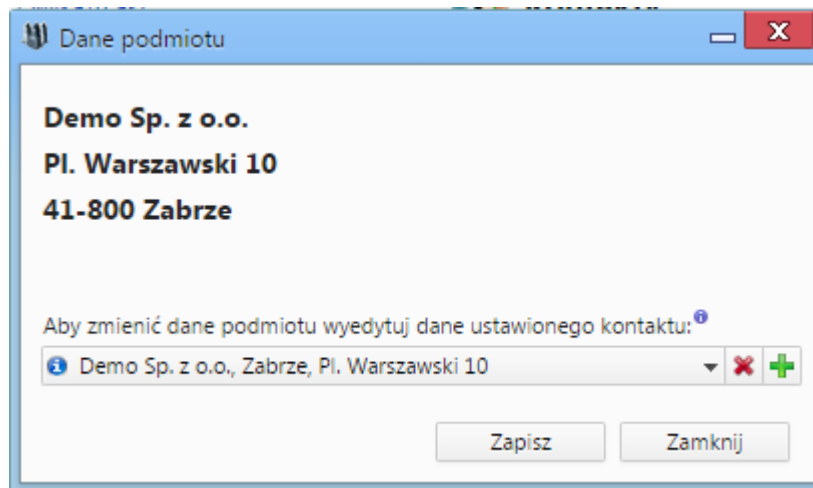 Dane podmiotu
Demo Sp. z o.o.
Pl. Warszawski 10
41-800 Zabrze
Aby zmienić dane podmiotu wyedytuj dane ustawionego kontaktu:
Demo Sp. z o.o., Zabrze, Pl. Warszawski 10
Zapisz Zamknij